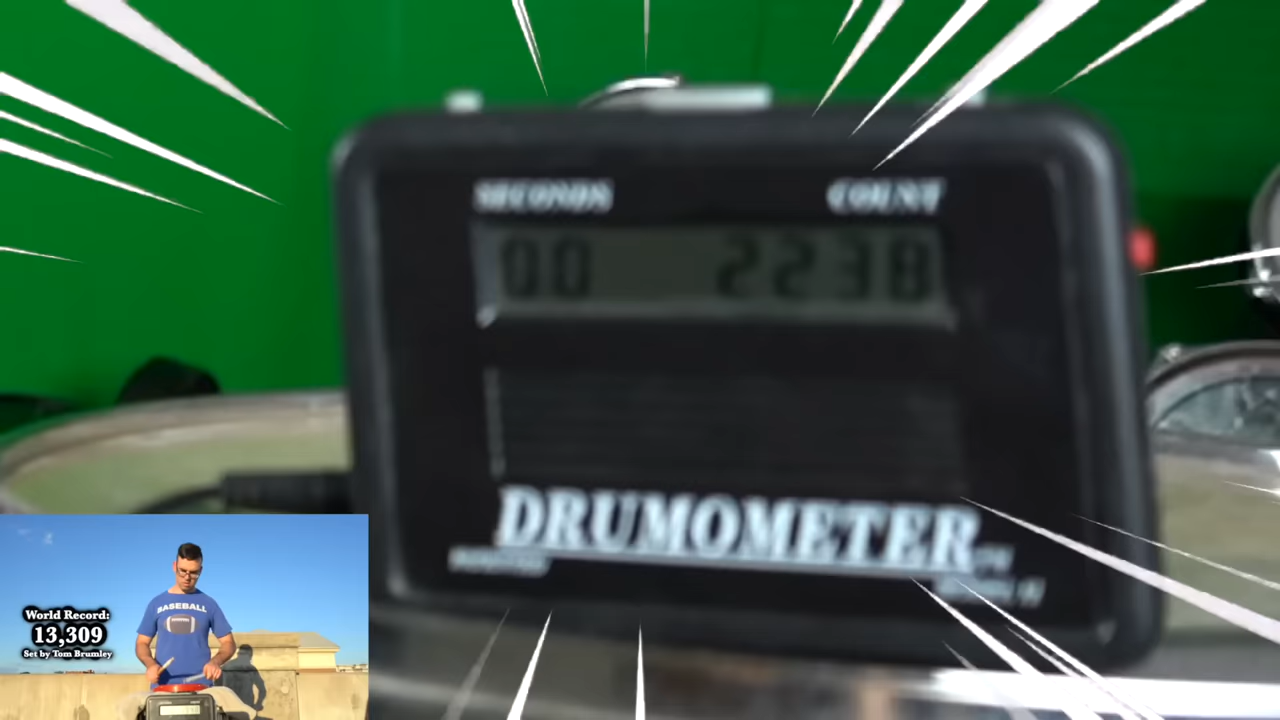 SECONDS COUNT
00 2238
DRUMOMETER
BASEBALL
World Record:
13,309
Set by Tom Brumley